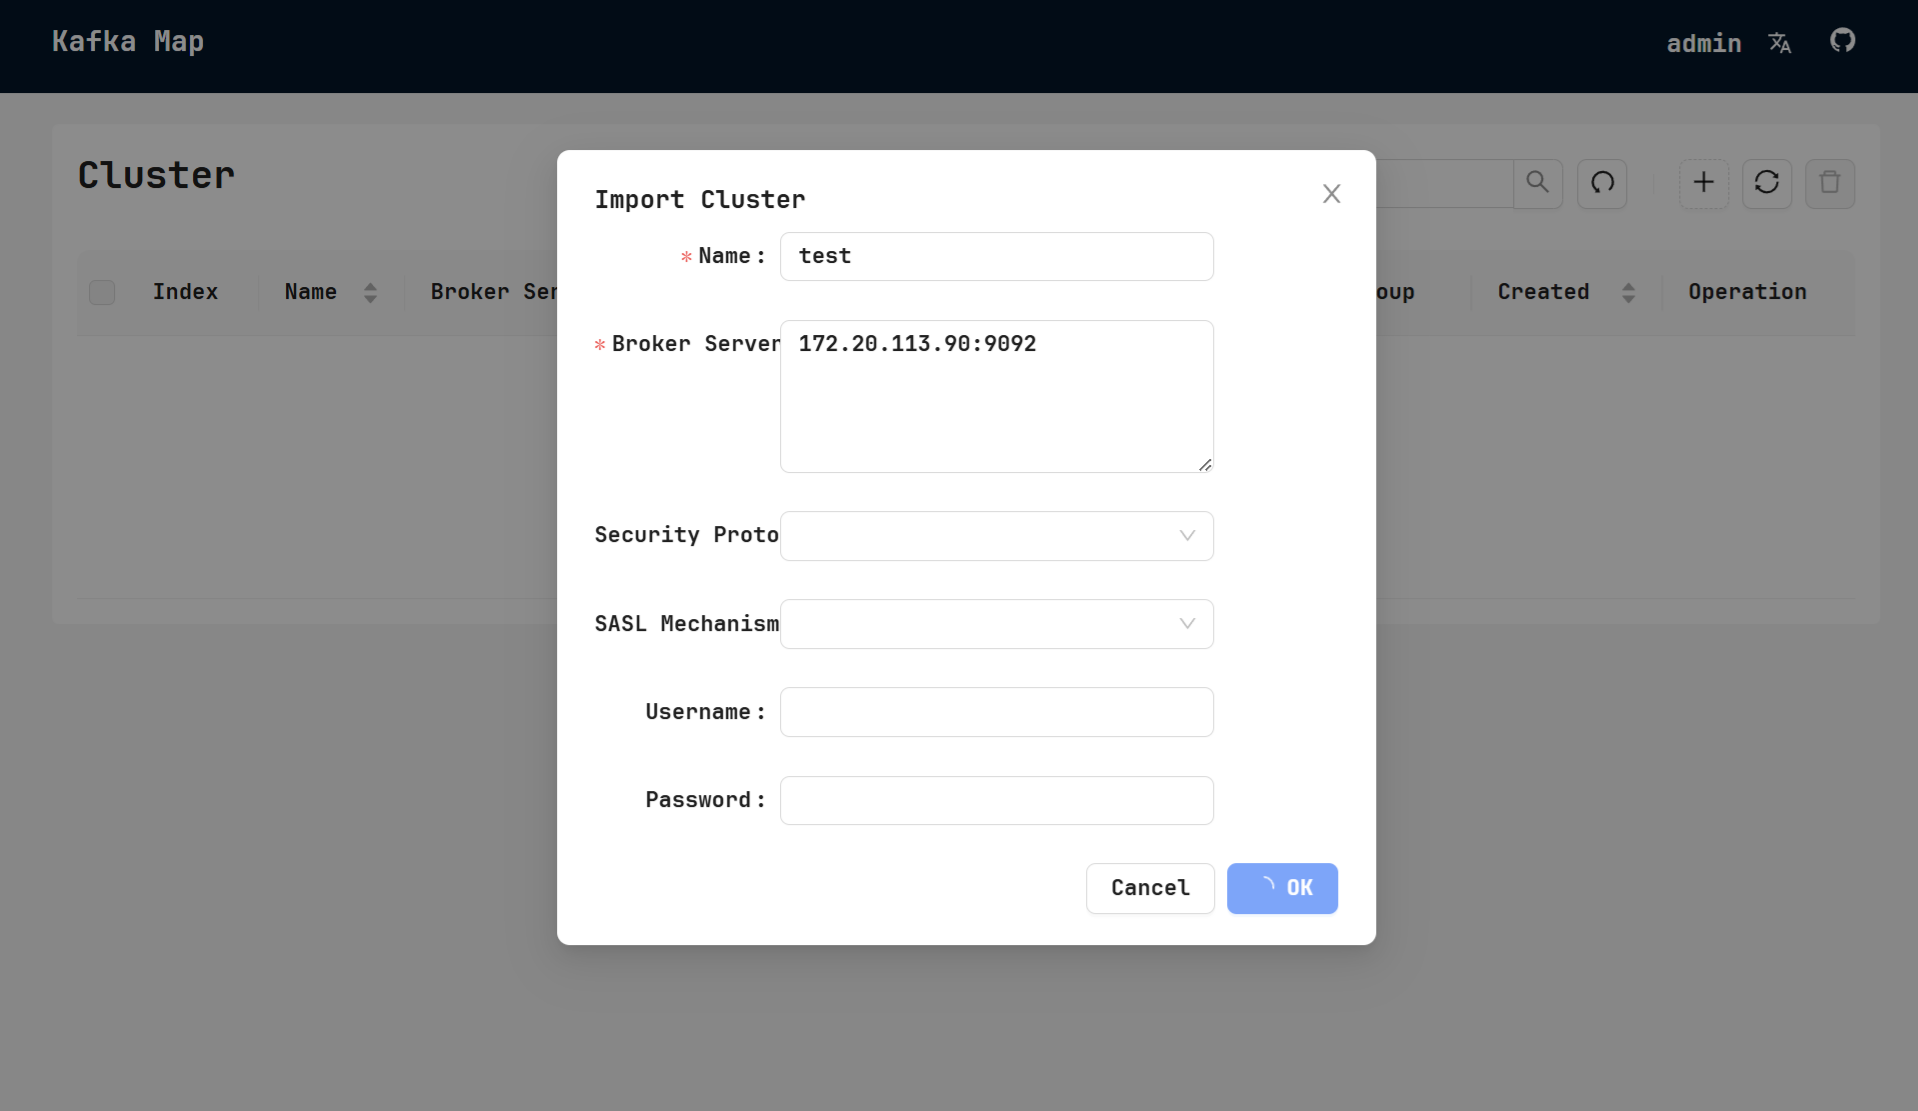 Kafka Map
admin
Cluster
Index
Name
Broker Ser
oup
Created
Operation
Import Cluster
* Name:
test
* Broker Server
172.20.113.90:9092
Security Proto
SASL Mechanism
Username:
Password:
Cancel
OK